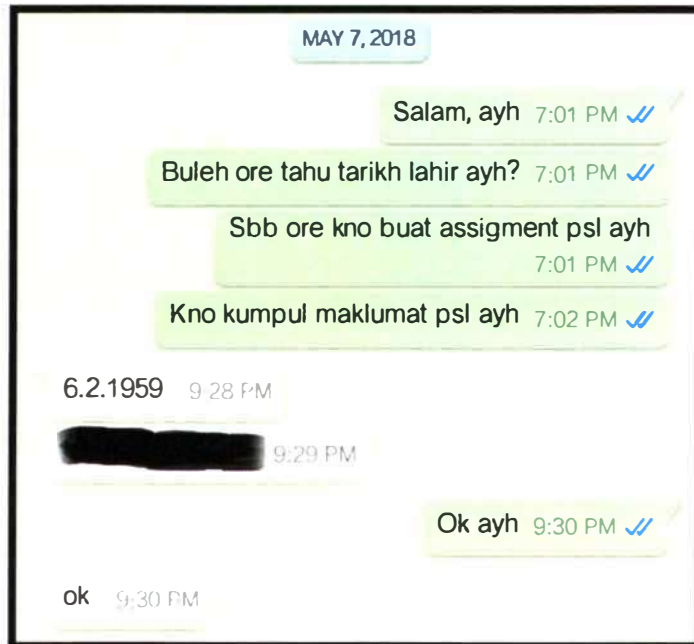 MAY 7, 2018
Salam, ayh 7:01 PM
Buleh ore tahu tarikh lahir ayh? 7:01 PM
Sbb ore kno buat assigment psl ayh
7:01 PM
Kno kumpul maklumat psl ayh 7:02 PM
6.2.1959 9:28 PM
9:29 PM
Ok ayh 9:30 PM
ok 9:30 PM